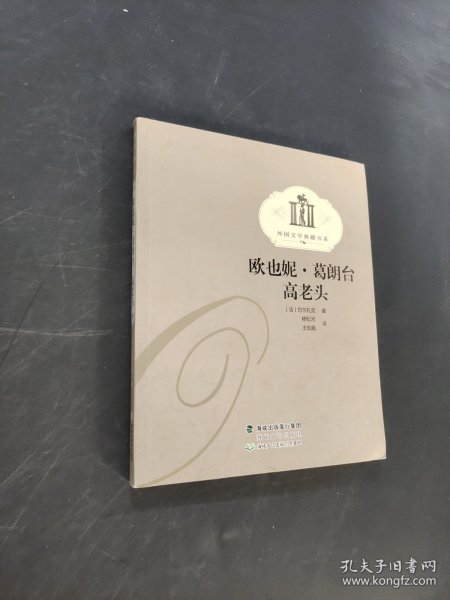 外国文学典藏书系
欧也妮·葛朗台
高老头
［法］巴尔扎克 著
王约 译
海峡出版发行集团
孔夫子旧书网
www.kongfz.com